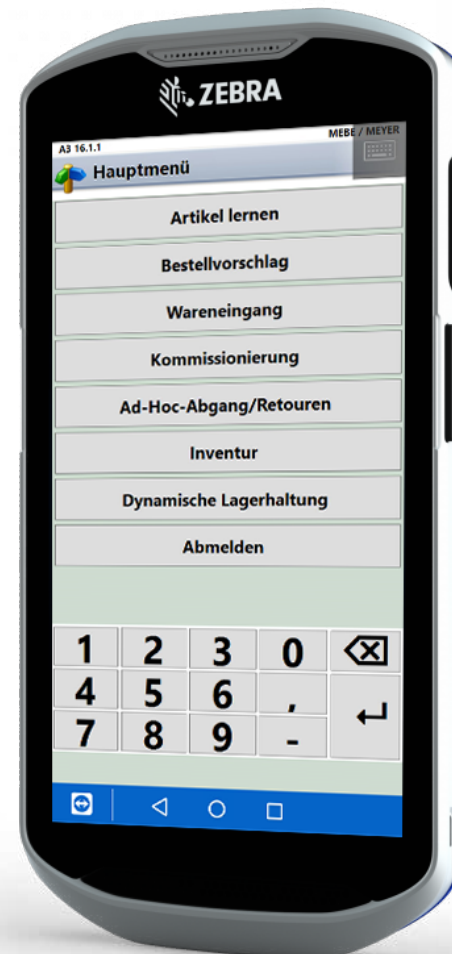 ZEBRA
A3 16.1.1
MEBE / MEYER
Hauptmenü
Artikel lernen
Bestellvorschlag
Wareneingang
Kommissionierung
Ad-Hoc-Abgang/Retouren
Inventur
Dynamische Lagerhaltung
Abmelden
1 2 3 0
4 5 6 ,
7 8 9 -